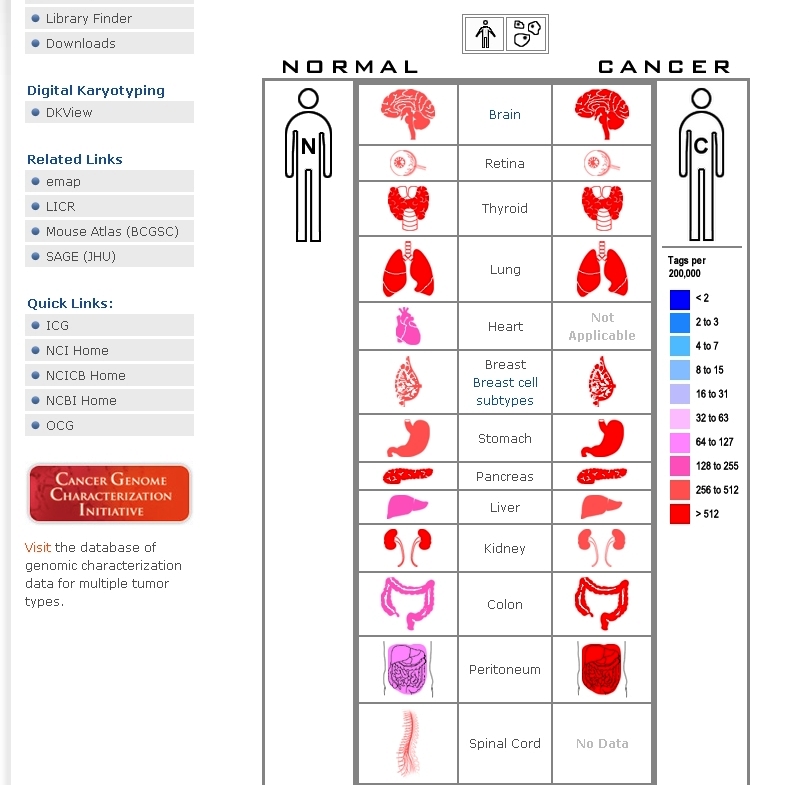 Library Finder
Downloads
Digital Karyotyping
DKView
Related Links
emap
LICR
Mouse Atlas (BCGSC)
SAGE (JHU)
Quick Links:
ICG
NCI Home
NCICB Home
NCBI Home
OCG
CANCER GENOME
CHARACTERIZATION
INITIATIVE
Visit the database of
genomic characterization
data for multiple tumor
types.
NORMAL
CANCER
N
C
Brain
Retina
Thyroid
Lung
Heart
Not
Applicable
Breast
Breast cell
subtypes
Stomach
Pancreas
Liver
Kidney
Colon
Peritoneum
Spinal Cord
No Data
Tags per
200,000
< 2
2 to 3
4 to 7
8 to 15
16 to 31
32 to 63
64 to 127
128 to 255
256 to 512
> 512